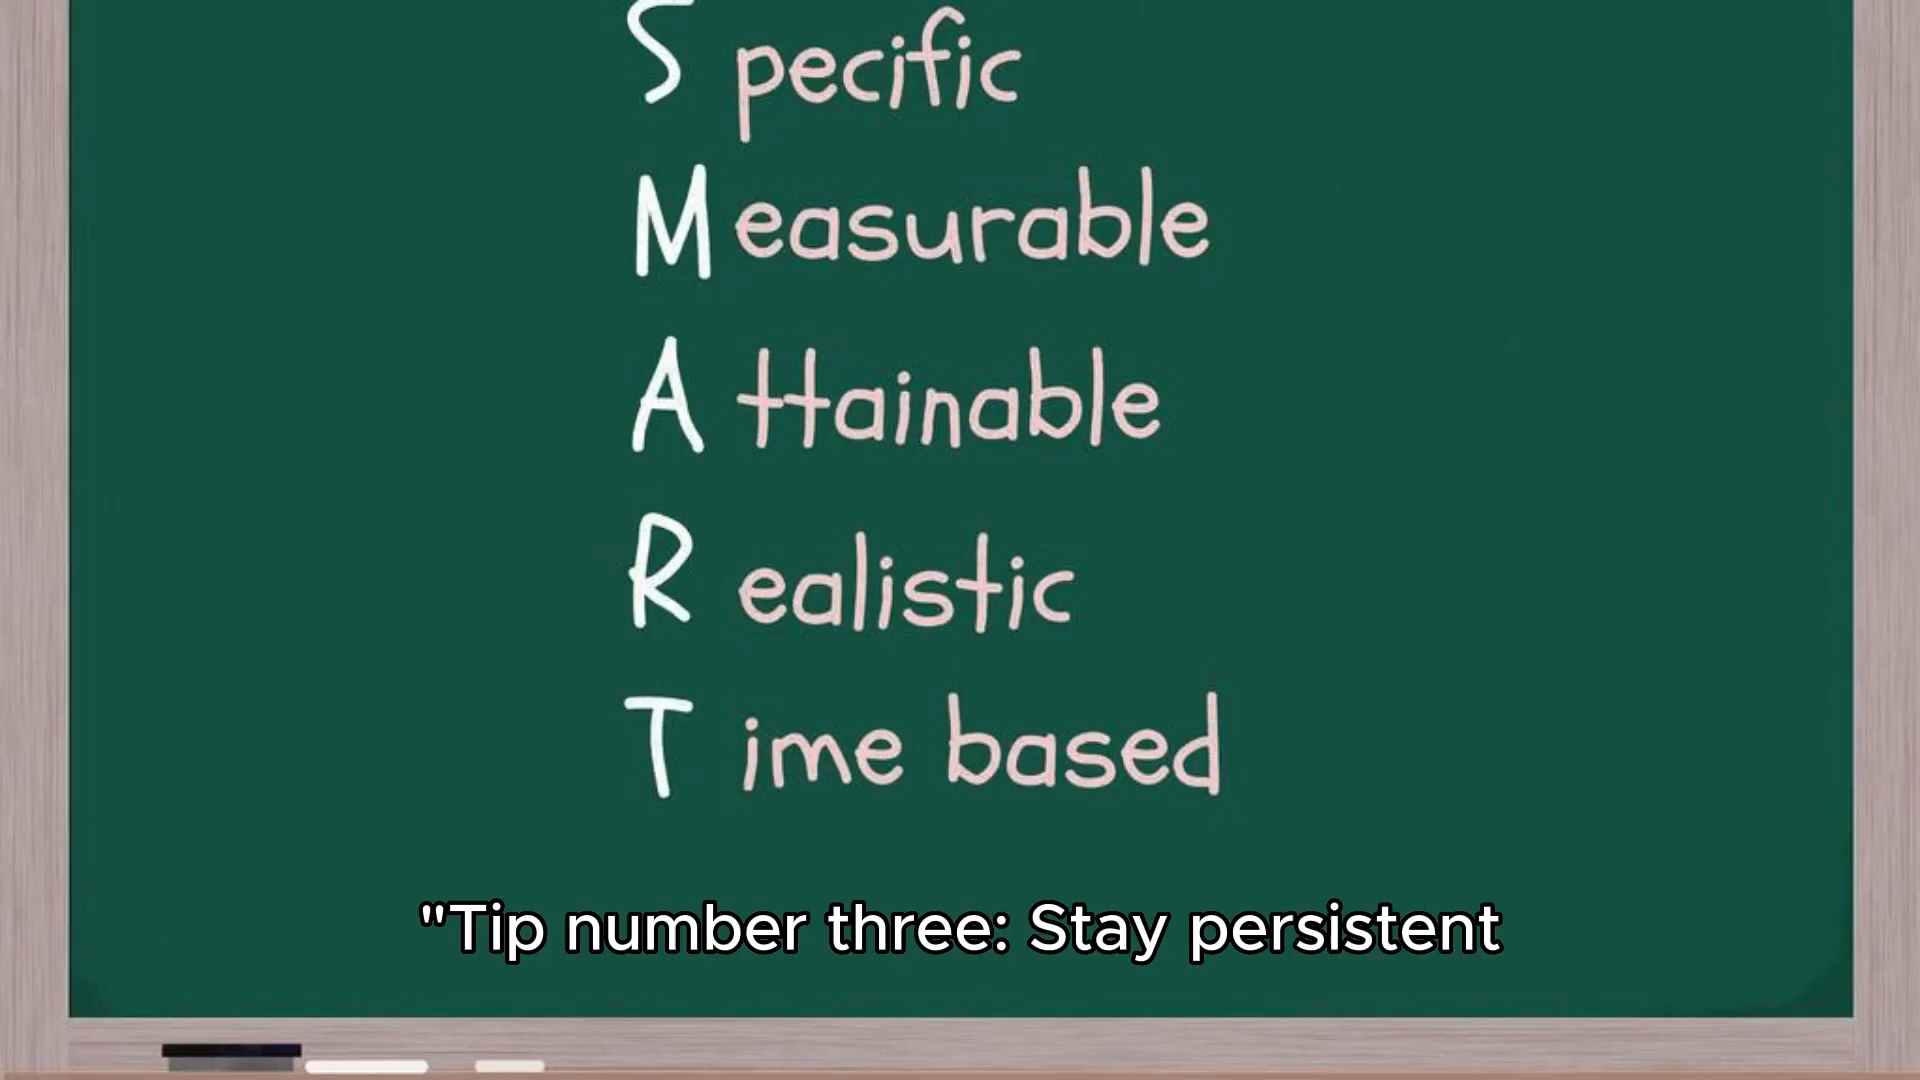 Specific
Measurable
Attainable
Realistic
Time based
"Tip number three: Stay persistent